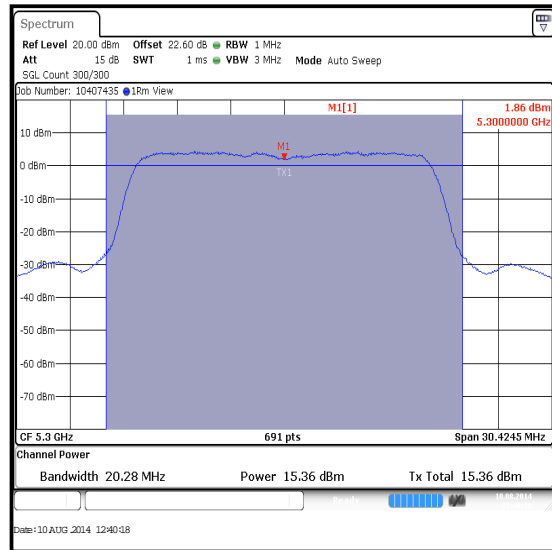 Spectrum
Ref Level 20.00 dBm Offset 22.60 dB RBW 1 MHz
Att 15 dB SWT 1 ms VBW 3 MHz Mode Auto Sweep
SGL Count 300/300
Job Number: 10407435 1Rm View
M1[1] 1.86 dBm
5.3000000 GHz
10 dBm
M1
0 dBm
TX1
-10 dBm
-20 dBm
-30 dBm
-40 dBm
-50 dBm
-60 dBm
-70 dBm
CF 5.3 GHz 691 pts Span 30.4245 MHz
Channel Power
Bandwidth 20.28 MHz Power 15.36 dBm Tx Total 15.36 dBm
Ready 10.08.2014
Date: 10 AUG 2014 12:40:18